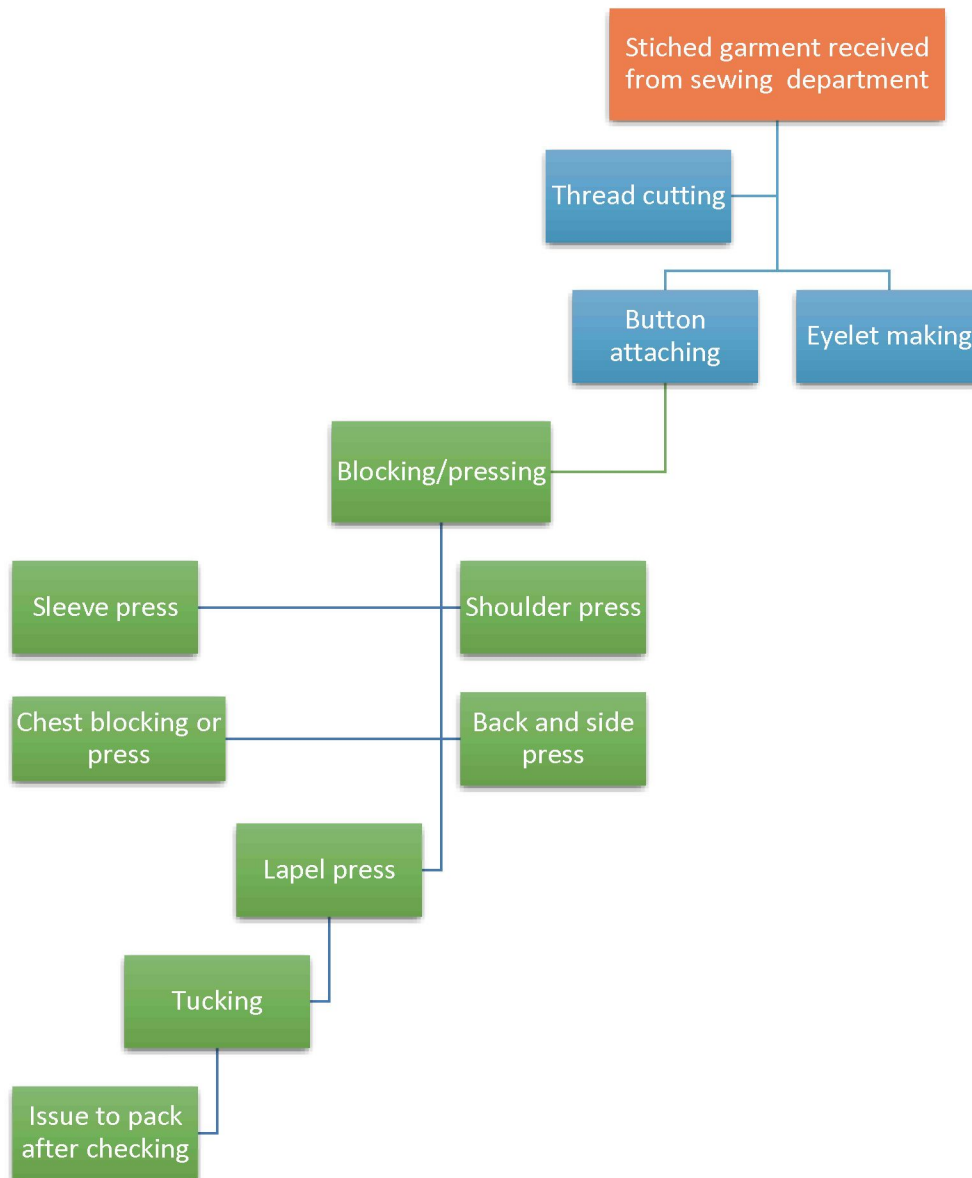 Stiched garment received
from sewing department
Thread cutting
Button
attaching
Eyelet making
Blocking/pressing
Sleeve press
Shoulder press
Chest blocking or
press
Back and side
press
Lapel press
Tucking
Issue to pack
after checking